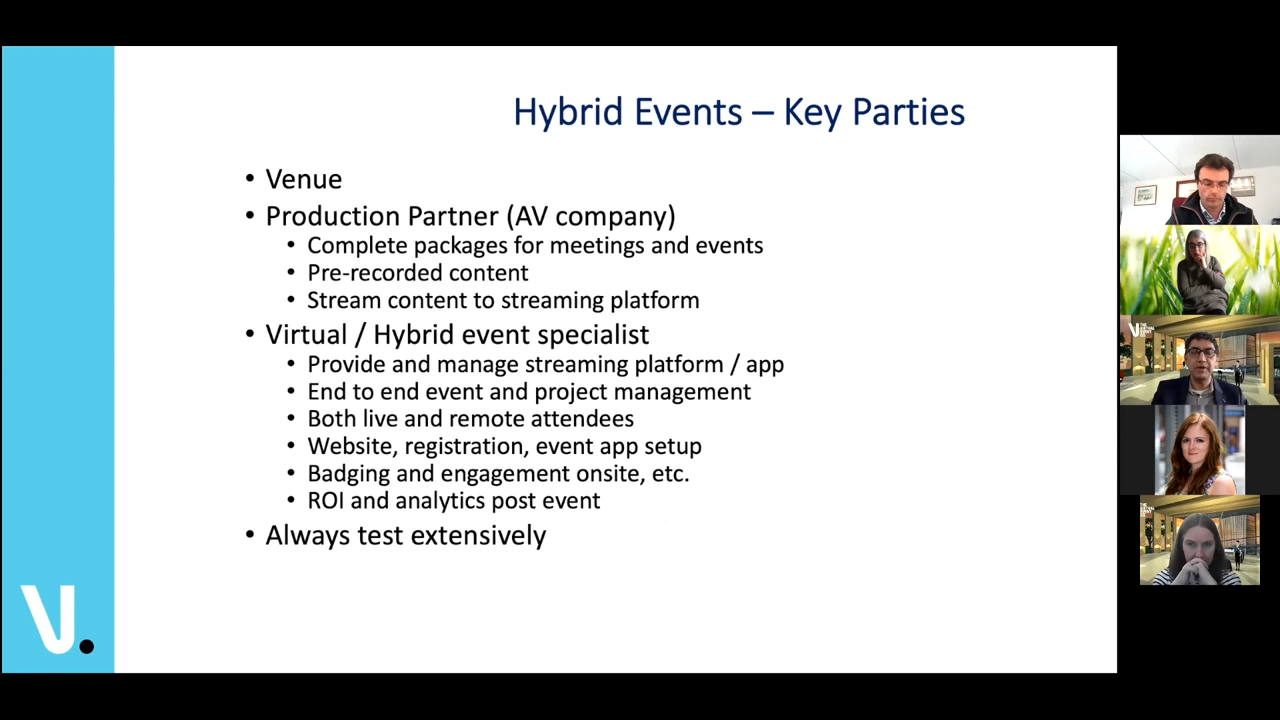 Hybrid Events – Key Parties
• Venue
• Production Partner (AV company)
• Complete packages for meetings and events
• Pre-recorded content
• Stream content to streaming platform
• Virtual / Hybrid event specialist
• Provide and manage streaming platform / app
• End to end event and project management
• Both live and remote attendees
• Website, registration, event app setup
• Badging and engagement onsite, etc.
• ROI and analytics post event
• Always test extensively
V.